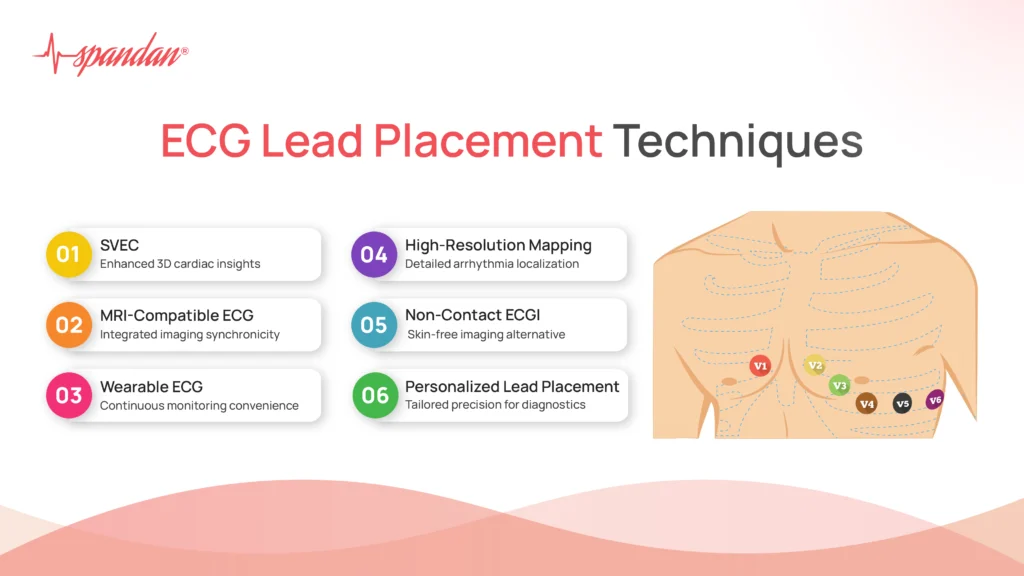 spandan®
ECG Lead Placement Techniques
01
SVEC
Enhanced 3D cardiac insights
02
MRI-Compatible ECG
Integrated imaging synchronicity
03
Wearable ECG
Continuous monitoring convenience
04
High-Resolution Mapping
Detailed arrhythmia localization
05
Non-Contact ECGI
Skin-free imaging alternative
06
Personalized Lead Placement
Tailored precision for diagnostics
V1
V2
V3
V4
V5
V6